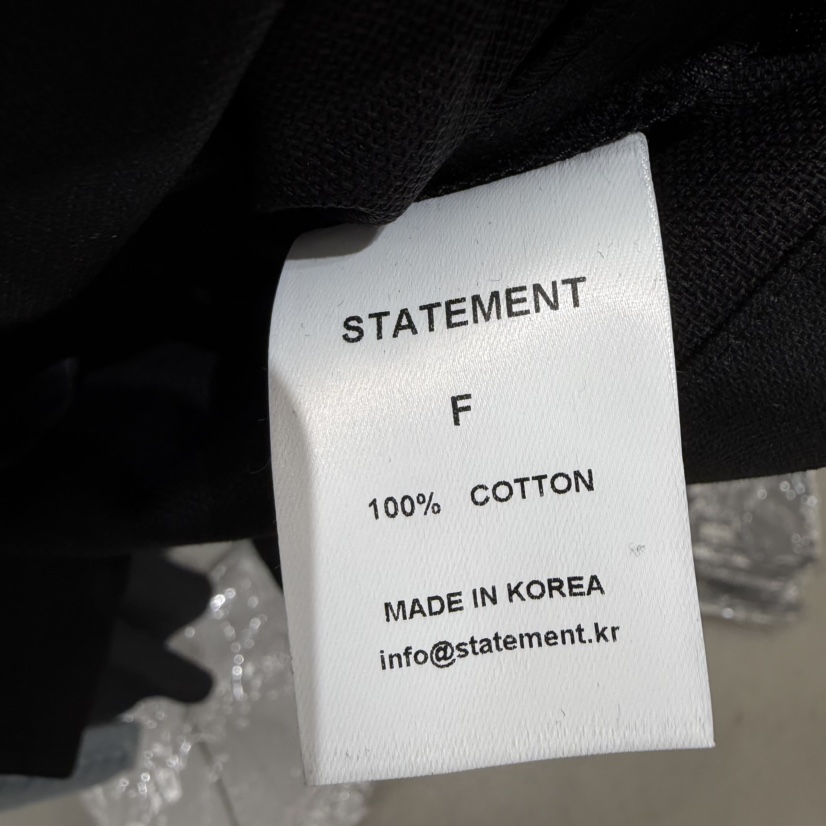 STATEMENT
F
100% COTTON
MADE IN KOREA
info@statement.kr